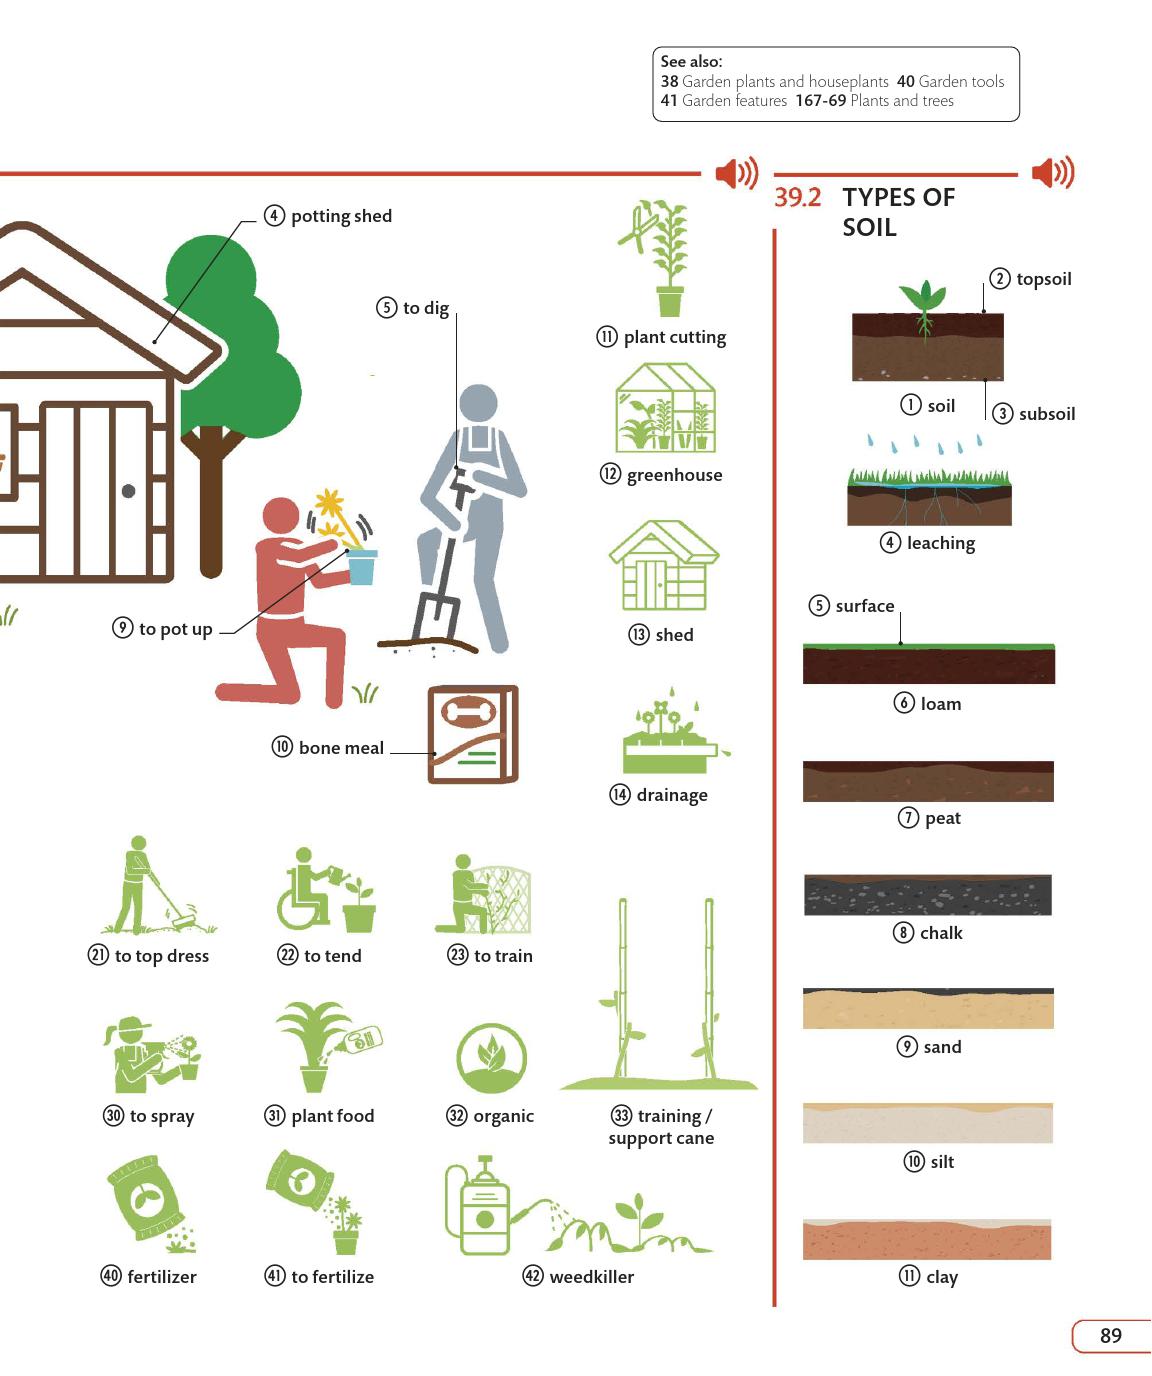 See also:
38 Garden plants and houseplants 40 Garden tools
41 Garden features 167-69 Plants and trees
4 potting shed
5 to dig
9 to pot up
10 bone meal
11 plant cutting
12 greenhouse
13 shed
14 drainage
21 to top dress
22 to tend
23 to train
30 to spray
31 plant food
32 organic
33 training /
support cane
40 fertilizer
41 to fertilize
42 weedkiller
39.2 TYPES OF
SOIL
2 topsoil
1 soil
3 subsoil
4 leaching
5 surface
6 loam
7 peat
8 chalk
9 sand
10 silt
11 clay
89